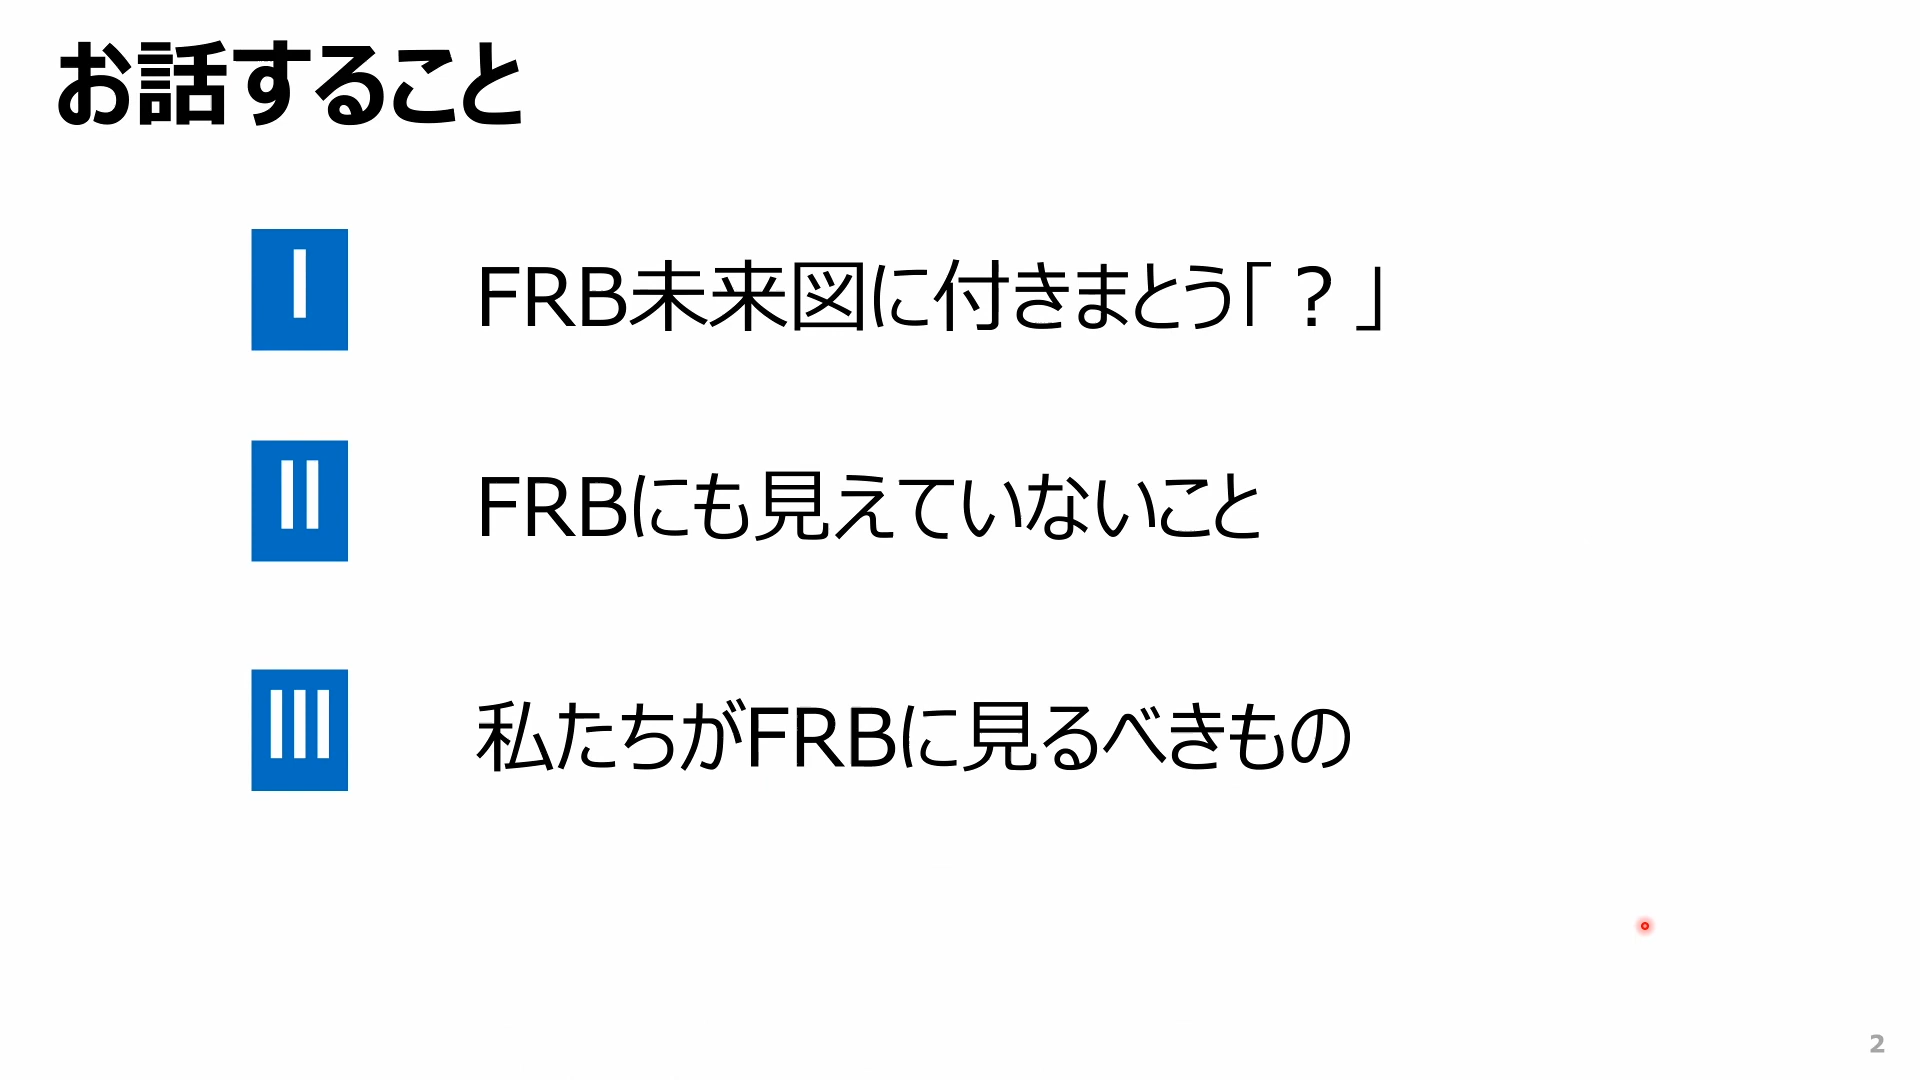 お話すること
I
FRB未来図に付きまとう「？」
II
FRBにも見えていないこと
III
私たちがFRBに見るべきもの
2